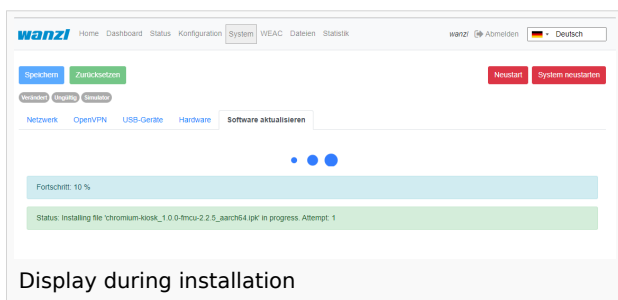 wanzl Home Dashboard Status Konfiguration System WEAC Dateien Statistik wanzl Abmelden Deutsch
Speichern Zurücksetzen Neustart System neustarten
Verändert Ungültig Simulator
Netzwerk OpenVPN USB-Geräte Hardware Software aktualisieren
Fortschritt: 10 %
Status: Installing file 'chromium-kiosk_1.0.0-fmcu-2.2.5_aarch64.ipk' in progress. Attempt: 1
Display during installation